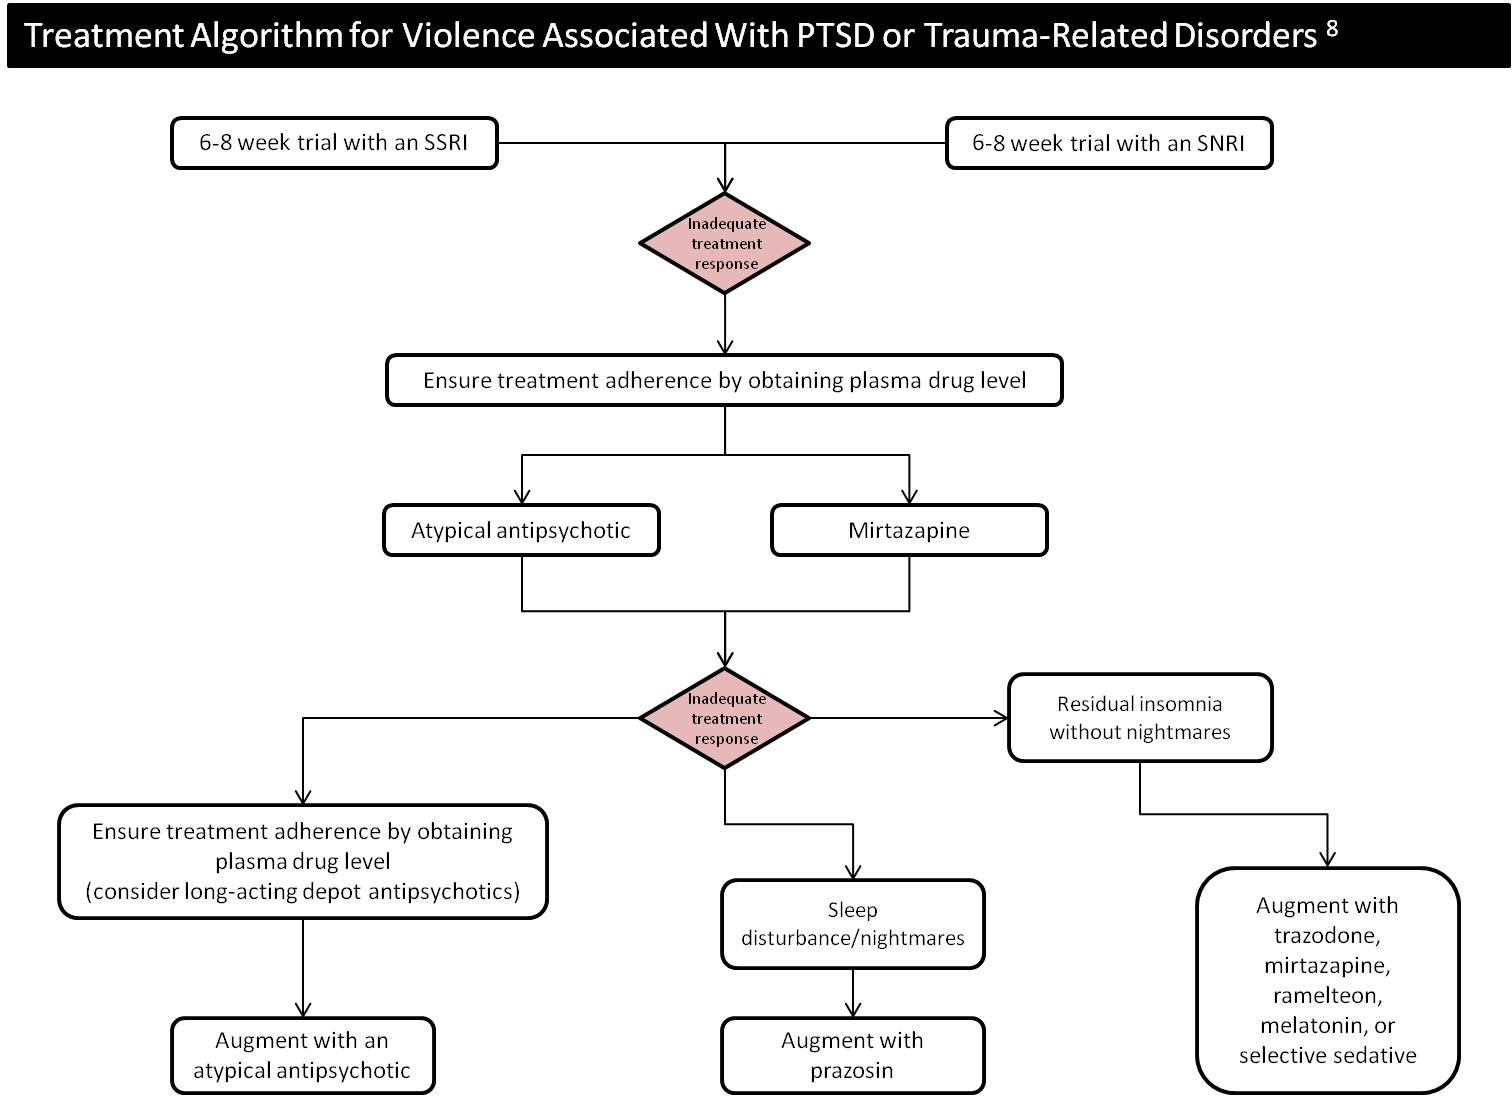 Treatment Algorithm for Violence Associated With PTSD or Trauma-Related Disorders 8
6-8 week trial with an SSRI
6-8 week trial with an SNRI
Inadequate
treatment
response
Ensure treatment adherence by obtaining plasma drug level
Atypical antipsychotic
Mirtazapine
Inadequate
treatment
response
Residual insomnia
without nightmares
Ensure treatment adherence by obtaining
plasma drug level
(consider long-acting depot antipsychotics)
Sleep
disturbance/nightmares
Augment with
trazodone,
mirtazapine,
ramelteon,
melatonin, or
selective sedative
Augment with an
atypical antipsychotic
Augment with
prazosin